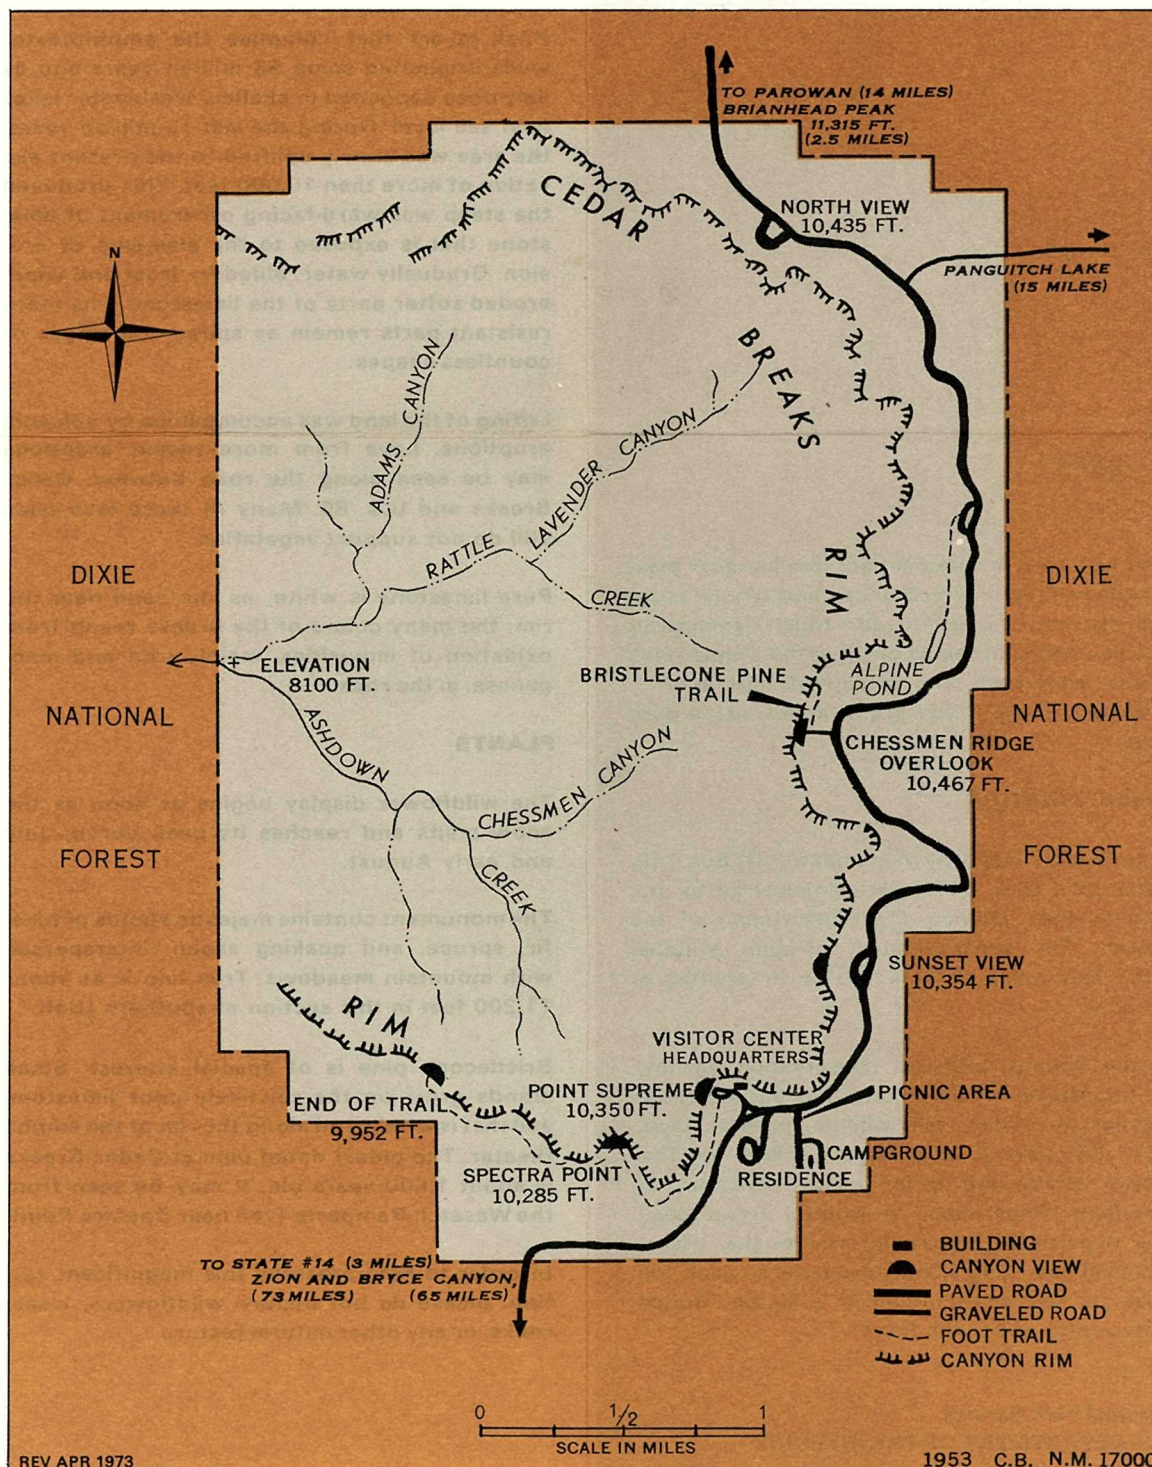 TO PAROWAN (14 MILES)
BRIANHEAD PEAK
11,315 FT.
(2.5 MILES)
CEDAR
NORTH VIEW
10,435 FT.
N
PANGUITCH LAKE
(15 MILES)
BREAKS
ADAMS CANYON
LAVENDER CANYON
RATTLE
CREEK
RIM
DIXIE
NATIONAL
FOREST
DIXIE
NATIONAL
FOREST
ELEVATION
8100 FT.
BRISTLECONE PINE
TRAIL
ALPINE
POND
ASHDOWN
CHESSMEN CANYON
CREEK
CHESSMEN RIDGE
OVERLOOK
10,467 FT.
SUNSET VIEW
10,354 FT.
RIM
VISITOR CENTER
HEADQUARTERS
POINT SUPREME
10,350 FT.
PICNIC AREA
END OF TRAIL
9,952 FT.
CAMPGROUND
RESIDENCE
SPECTRA POINT
10,285 FT.
TO STATE #14 (3 MILES)
ZION AND BRYCE CANYON,
(73 MILES) (65 MILES)
BUILDING
CANYON VIEW
PAVED ROAD
GRAVELED ROAD
FOOT TRAIL
CANYON RIM
0 1/2 1
SCALE IN MILES
REV APR 1973
1953 C.B. N.M. 17000